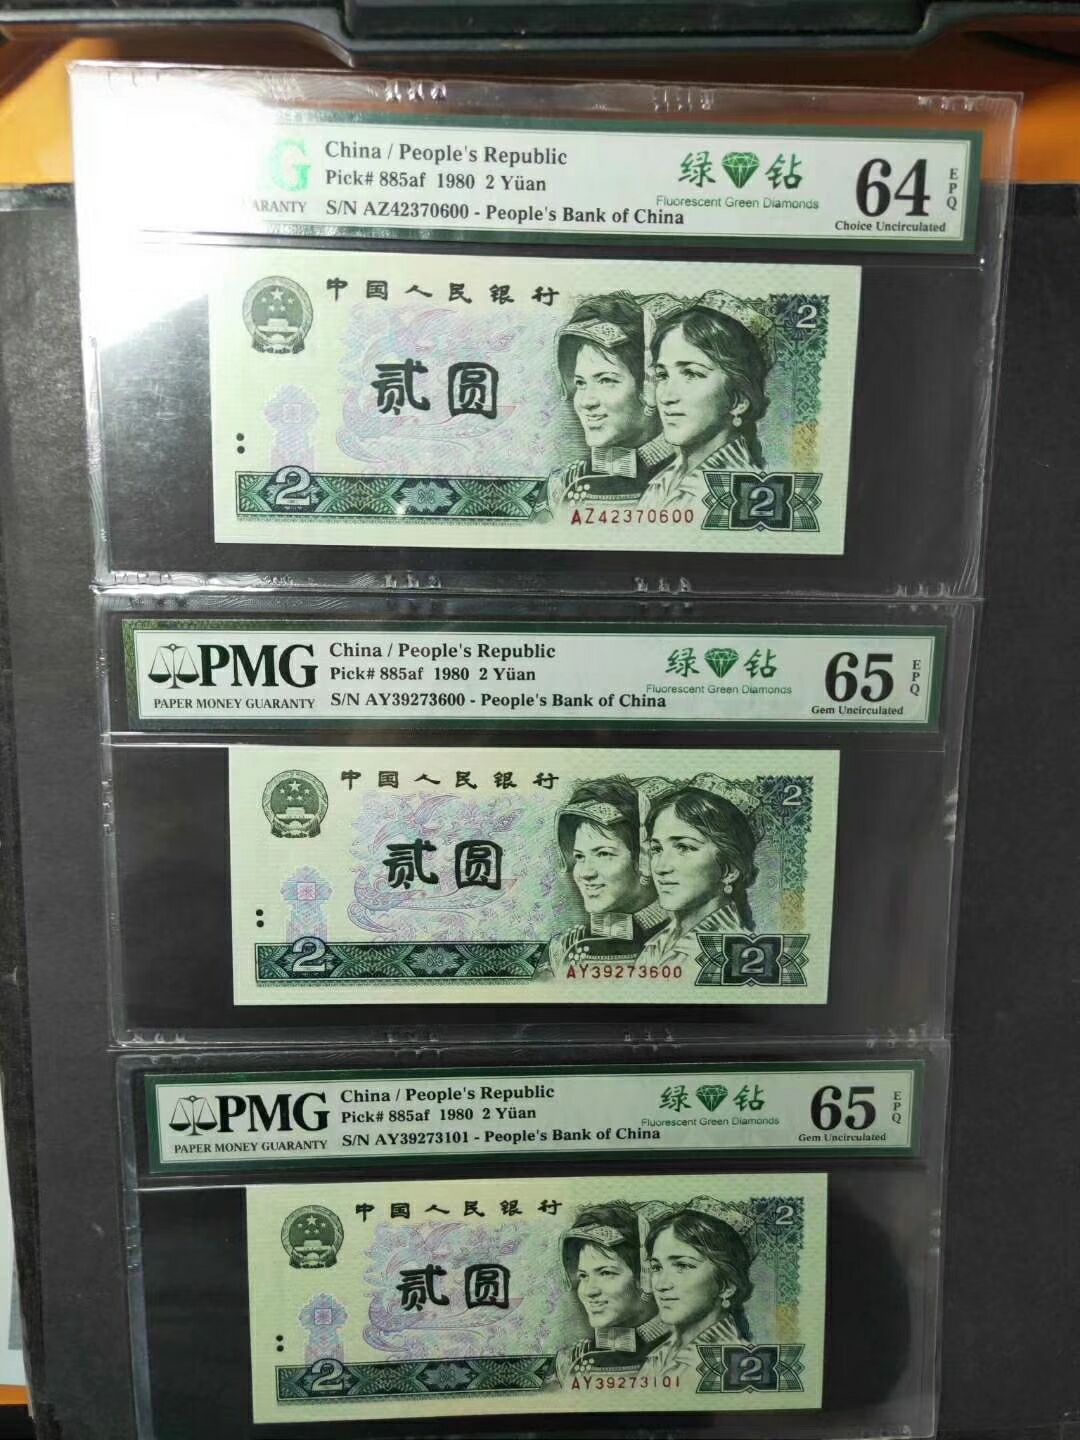 G
ARANTY
China / People's Republic
Pick# 885af 1980 2 Yüan
S/N AZ42370600 - People's Bank of China
绿 钻
Fluorescent Green Diamonds
64
EPQ
Choice Uncirculated
中国人民银行
2
贰圆
2
AZ42370600
2
PMG
PAPER MONEY GUARANTY
China / People's Republic
Pick# 885af 1980 2 Yüan
S/N AY39273600 - People's Bank of China
绿 钻
Fluorescent Green Diamonds
65
EPQ
Gem Uncirculated
中国人民银行
2
贰圆
2
AY39273600
2
PMG
PAPER MONEY GUARANTY
China / People's Republic
Pick# 885af 1980 2 Yüan
S/N AY39273101 - People's Bank of China
绿 钻
Fluorescent Green Diamonds
65
EPQ
Gem Uncirculated
中国人民银行
2
贰圆
2
AY39273101
2